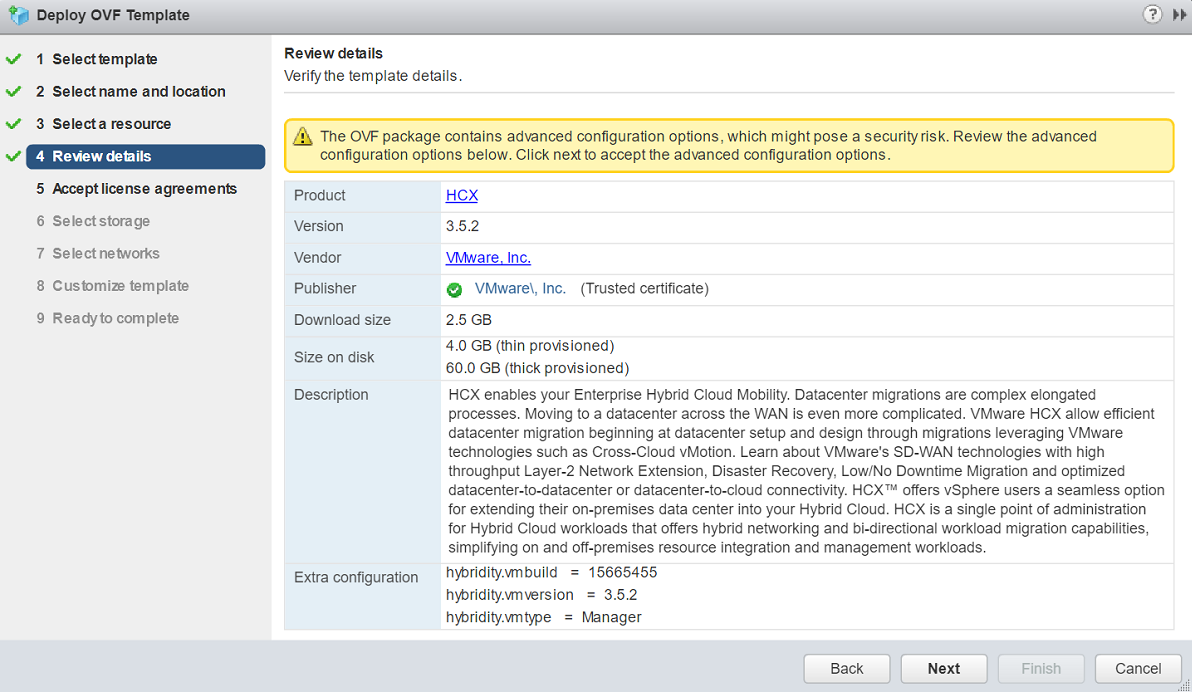 Deploy OVF Template
?
1 Select template
2 Select name and location
3 Select a resource
4 Review details
5 Accept license agreements
6 Select storage
7 Select networks
8 Customize template
9 Ready to complete
Review details
Verify the template details.
The OVF package contains advanced configuration options, which might pose a security risk. Review the advanced
configuration options below. Click next to accept the advanced configuration options.
Product HCX
Version 3.5.2
Vendor VMware, Inc.
Publisher VMware\, Inc. (Trusted certificate)
Download size 2.5 GB
Size on disk 4.0 GB (thin provisioned)
60.0 GB (thick provisioned)
Description HCX enables your Enterprise Hybrid Cloud Mobility. Datacenter migrations are complex elongated
processes. Moving to a datacenter across the WAN is even more complicated. VMware HCX allow efficient
datacenter migration beginning at datacenter setup and design through migrations leveraging VMware
technologies such as Cross-Cloud vMotion. Learn about VMware's SD-WAN technologies with high
throughput Layer-2 Network Extension, Disaster Recovery, Low/No Downtime Migration and optimized
datacenter-to-datacenter or datacenter-to-cloud connectivity. HCX™ offers vSphere users a seamless option
for extending their on-premises data center into your Hybrid Cloud. HCX is a single point of administration
for Hybrid Cloud workloads that offers hybrid networking and bi-directional workload migration capabilities,
simplifying on and off-premises resource integration and management workloads.
Extra configuration hybridity.vmbuild = 15665455
hybridity.vmversion = 3.5.2
hybridity.vmtype = Manager
Back Next Finish Cancel